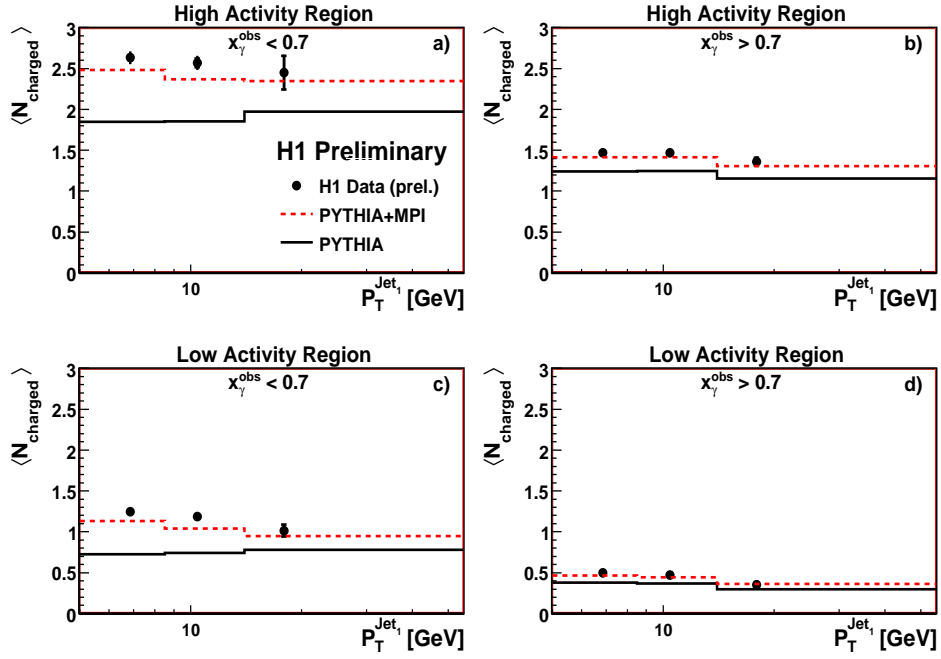 High Activity Region
x_γ^obs < 0.7
a)
⟨N_charged⟩
3
2.5
2
1.5
1
0.5
0
H1 Preliminary
H1 Data (prel.)
PYTHIA+MPI
PYTHIA
10
P_T^Jet_1 [GeV]
High Activity Region
x_γ^obs > 0.7
b)
⟨N_charged⟩
3
2.5
2
1.5
1
0.5
0
10
P_T^Jet_1 [GeV]
Low Activity Region
x_γ^obs < 0.7
c)
⟨N_charged⟩
3
2.5
2
1.5
1
0.5
0
10
P_T^Jet_1 [GeV]
Low Activity Region
x_γ^obs > 0.7
d)
⟨N_charged⟩
3
2.5
2
1.5
1
0.5
0
10
P_T^Jet_1 [GeV]